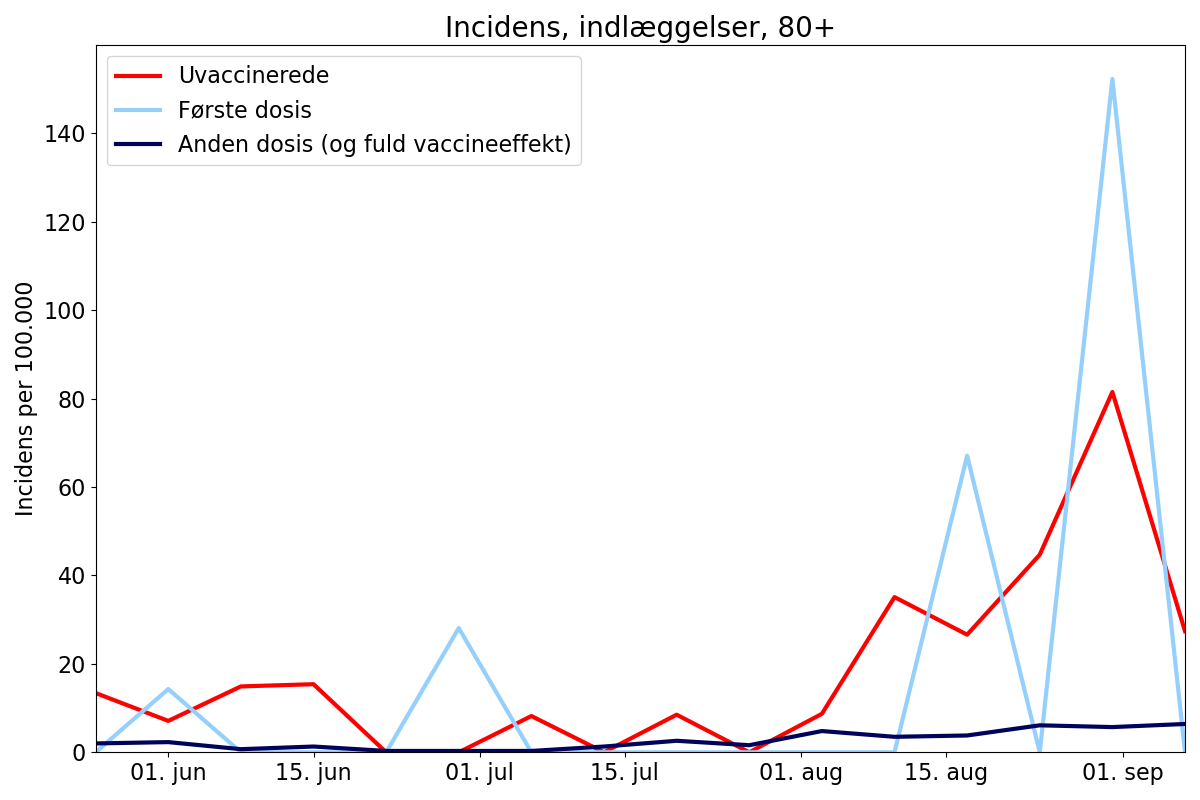 Incidens, indlæggelser, 80+
Uvaccinerede
Første dosis
Anden dosis (og fuld vaccineeffekt)
Incidens per 100.000
140
120
100
80
60
40
20
0
01. jun 15. jun 01. jul 15. jul 01. aug 15. aug 01. sep